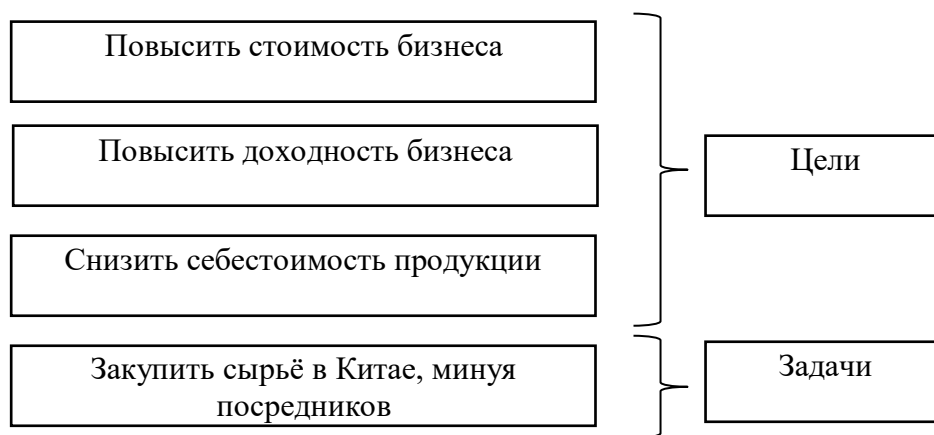 Повысить стоимость бизнеса
Повысить доходность бизнеса
Цели
Снизить себестоимость продукции
Закупить сырьё в Китае, минуя
посредников
Задачи